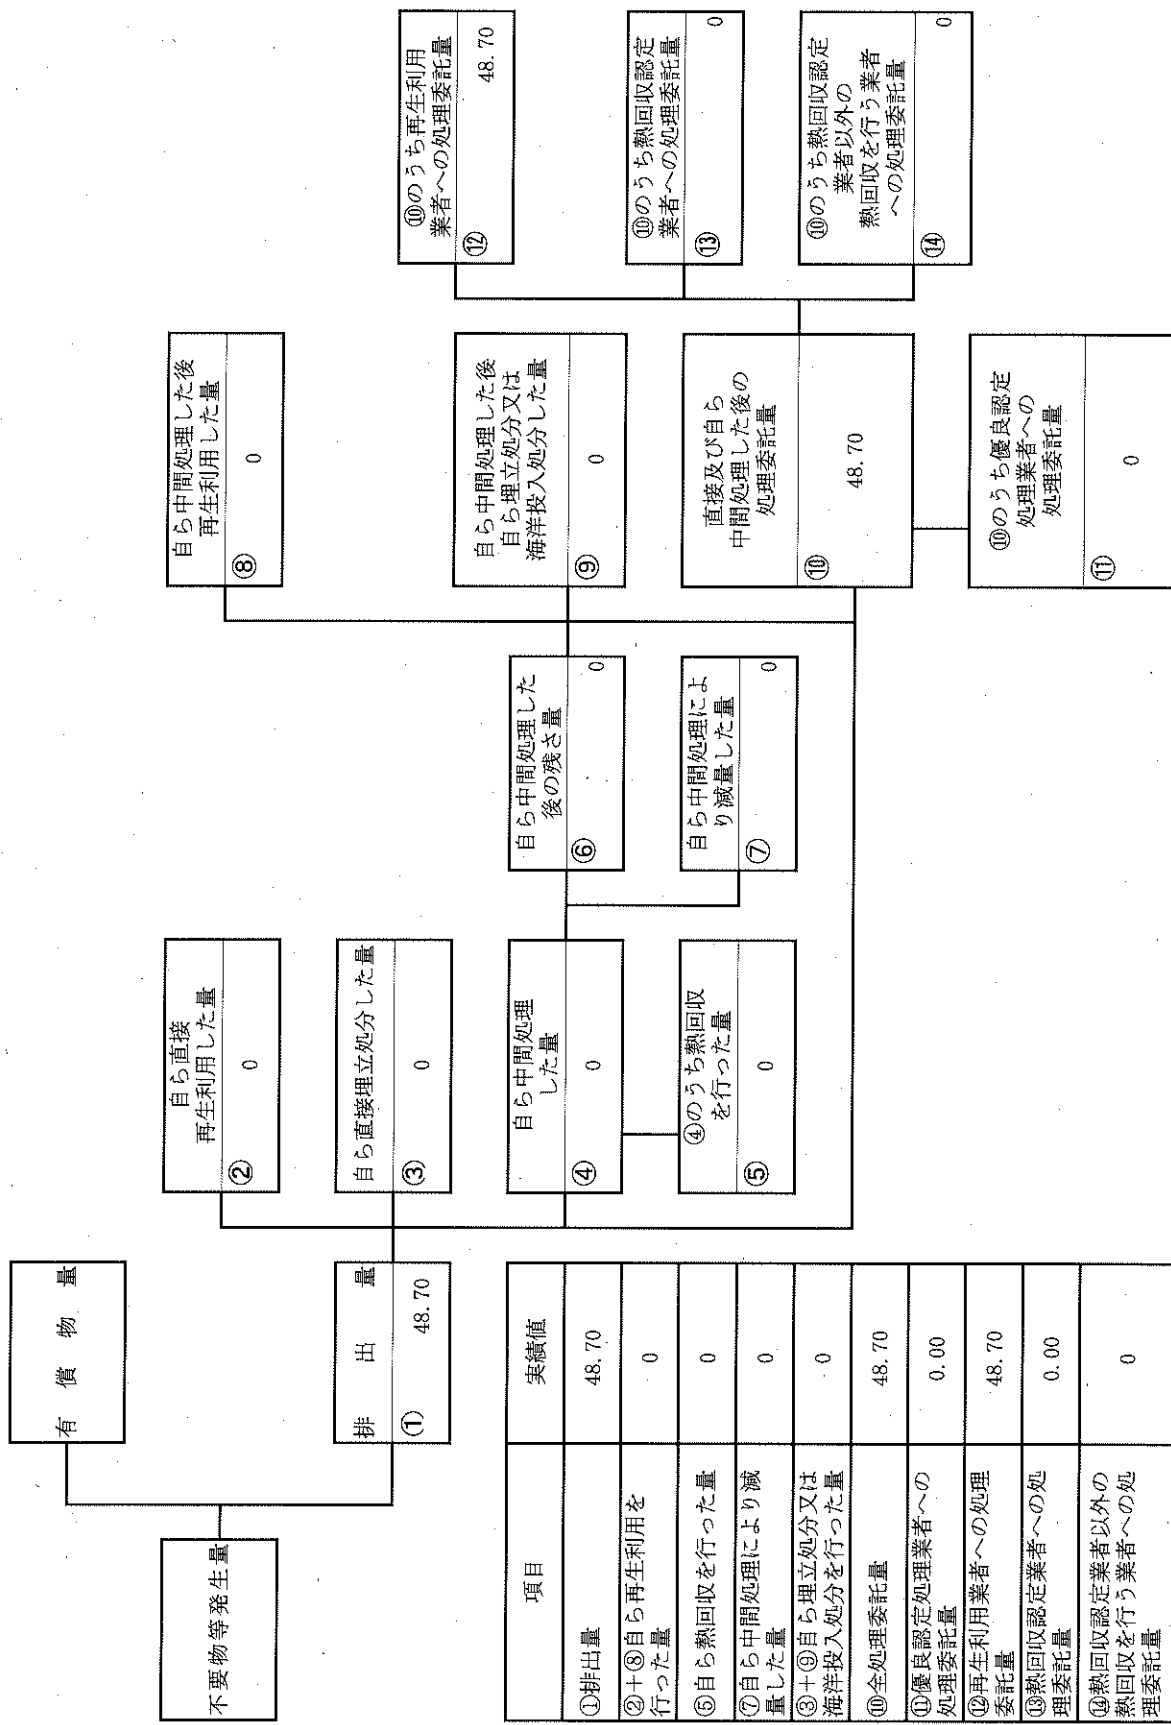 不要物等発生量
有償物量
排出量
① 48.70
自ら直接
再生利用した量
② 0
自ら直接埋立処分した量
③ 0
自ら中間処理
した量
④ 0
④のうち熱回収
を行った量
⑤ 0
自ら中間処理した
後の残さ量
⑥ 0
自ら中間処理によ
り減量した量
⑦ 0
自ら中間処理した後
再生利用した量
⑧ 0
自ら中間処理した後
自ら埋立処分又は
海洋投入処分した量
⑨ 0
直接及び自ら
中間処理した後の
処理委託量
⑩ 48.70
⑩のうち優良認定
処理業者への
処理委託量
⑪ 0
⑩のうち再生利用
業者への処理委託量
⑫ 48.70
⑩のうち熱回収認定
業者への処理委託量
⑬ 0
⑩のうち熱回収認定
業者以外の
熱回収を行う業者
への処理委託量
⑭ 0
項目 実績値
①排出量 48.70
②+⑧自ら再生利用を
行った量 0
⑤自ら熱回収を行った量 0
⑦自ら中間処理により減
量した量 0
③+⑨自ら埋立処分又は
海洋投入処分を行った量 0
⑩全処理委託量 48.70
⑪優良認定処理業者への
処理委託量 0.00
⑫再生利用業者への処理
委託量 48.70
⑬熱回収認定業者への処
理委託量 0.00
⑭熱回収認定業者以外の
熱回収を行う業者への処
理委託量 0